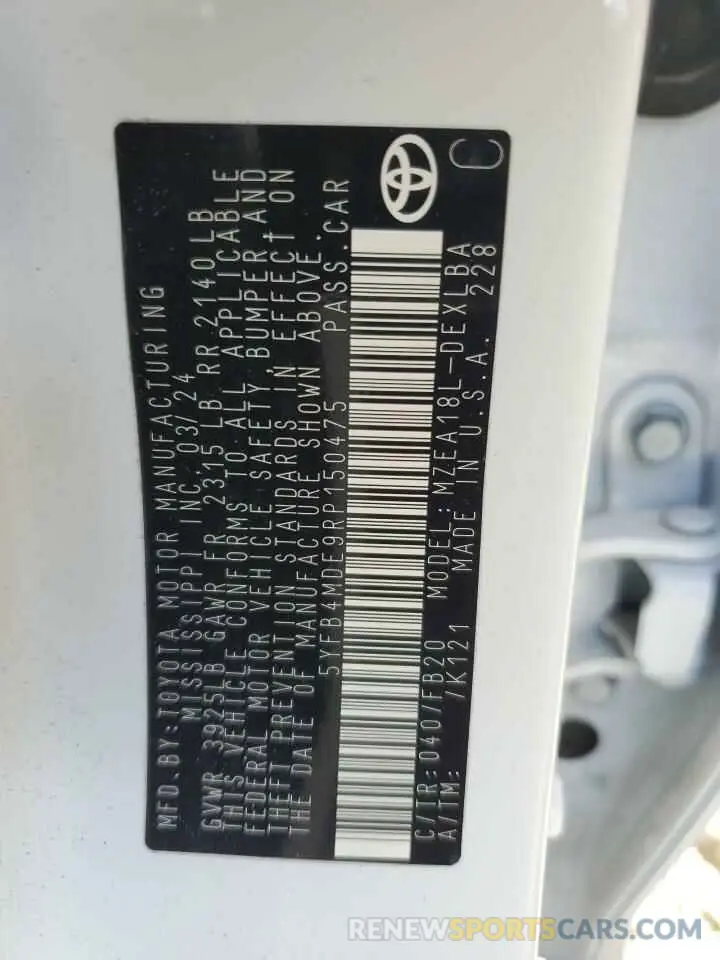 MFD.BY:TOYOTA MOTOR MANUFACTURING
MISSISSIPPI INC. 03/24
GVWR 3925LB GAWR FR 2315LB RR 2140LB
THIS VEHICLE CONFORMS TO ALL APPLICABLE
FEDERAL MOTOR VEHICLE SAFETY, BUMPER AND
THEFT PREVENTION STANDARDS IN EFFECT ON
THE DATE OF MANUFACTURE SHOWN ABOVE.
5YFB4MDE9RP150475 PASS.CAR
C/TR:040/FB20 MODEL:MZEA18L-DEXLBA
A/TM: /K121 MADE IN U.S.A. 228
C
RENEWSPORTSCARS.COM